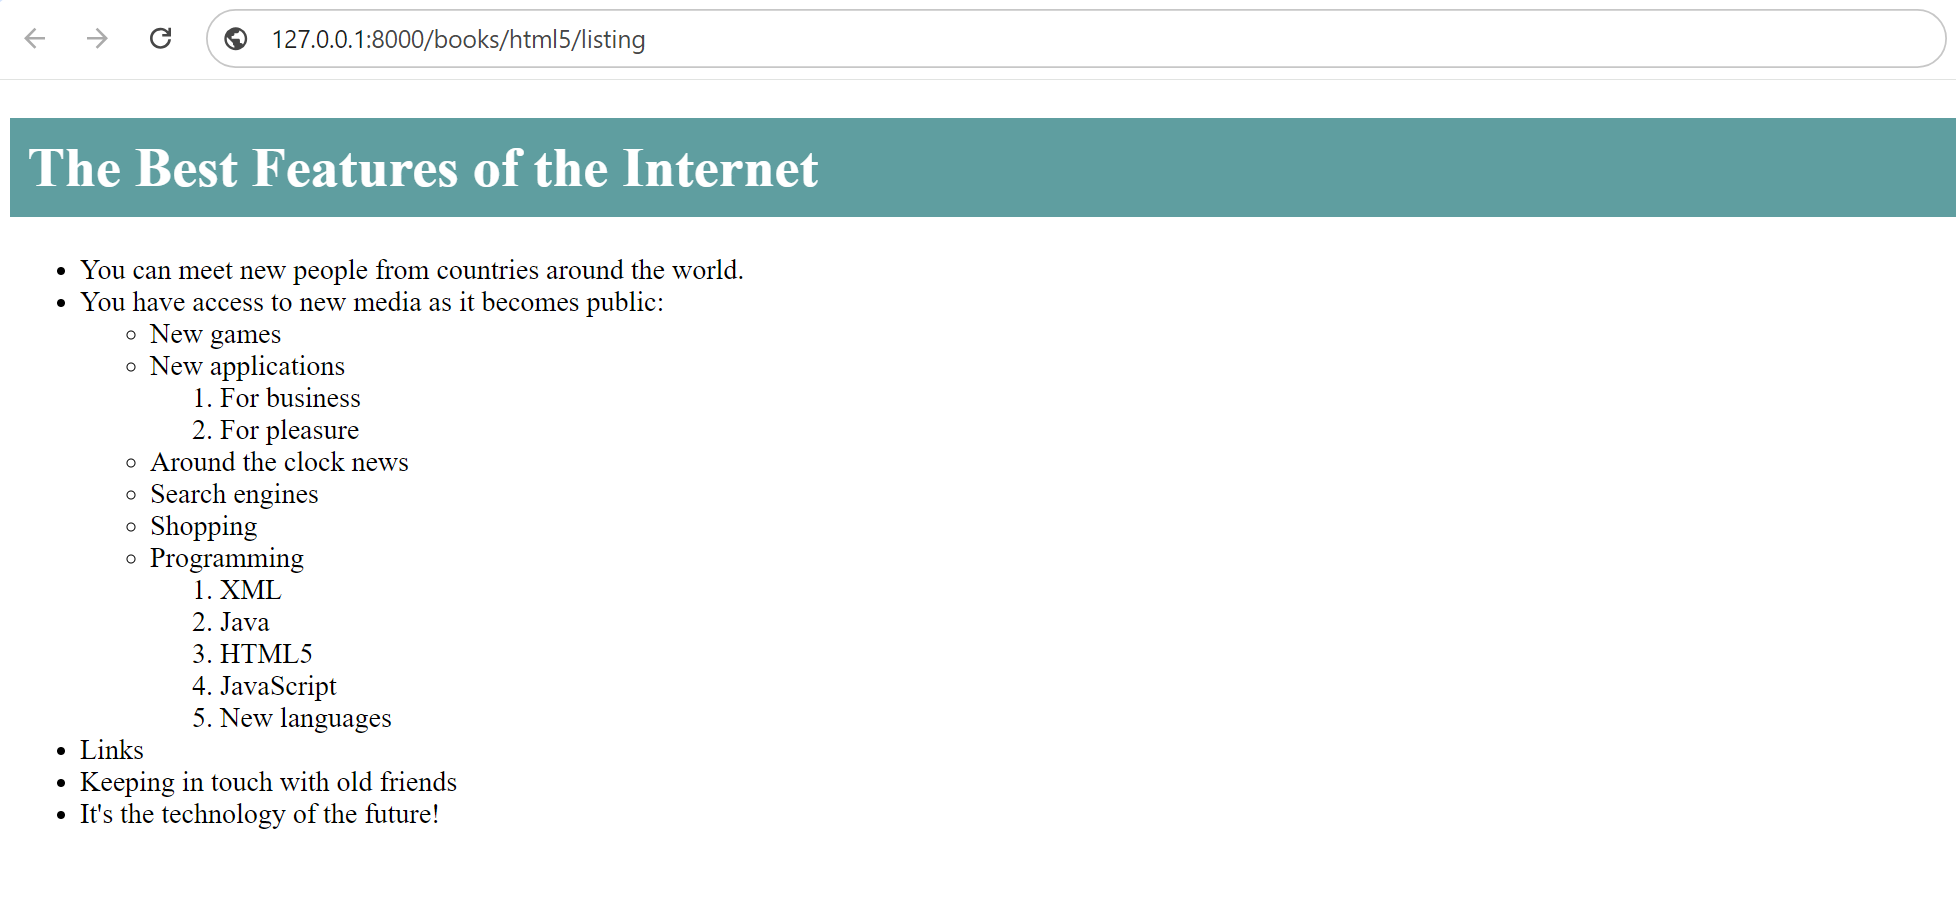 127.0.0.1:8000/books/html5/listing
The Best Features of the Internet
• You can meet new people from countries around the world.
• You have access to new media as it becomes public:
◦ New games
◦ New applications
1. For business
2. For pleasure
◦ Around the clock news
◦ Search engines
◦ Shopping
◦ Programming
1. XML
2. Java
3. HTML5
4. JavaScript
5. New languages
• Links
• Keeping in touch with old friends
• It's the technology of the future!